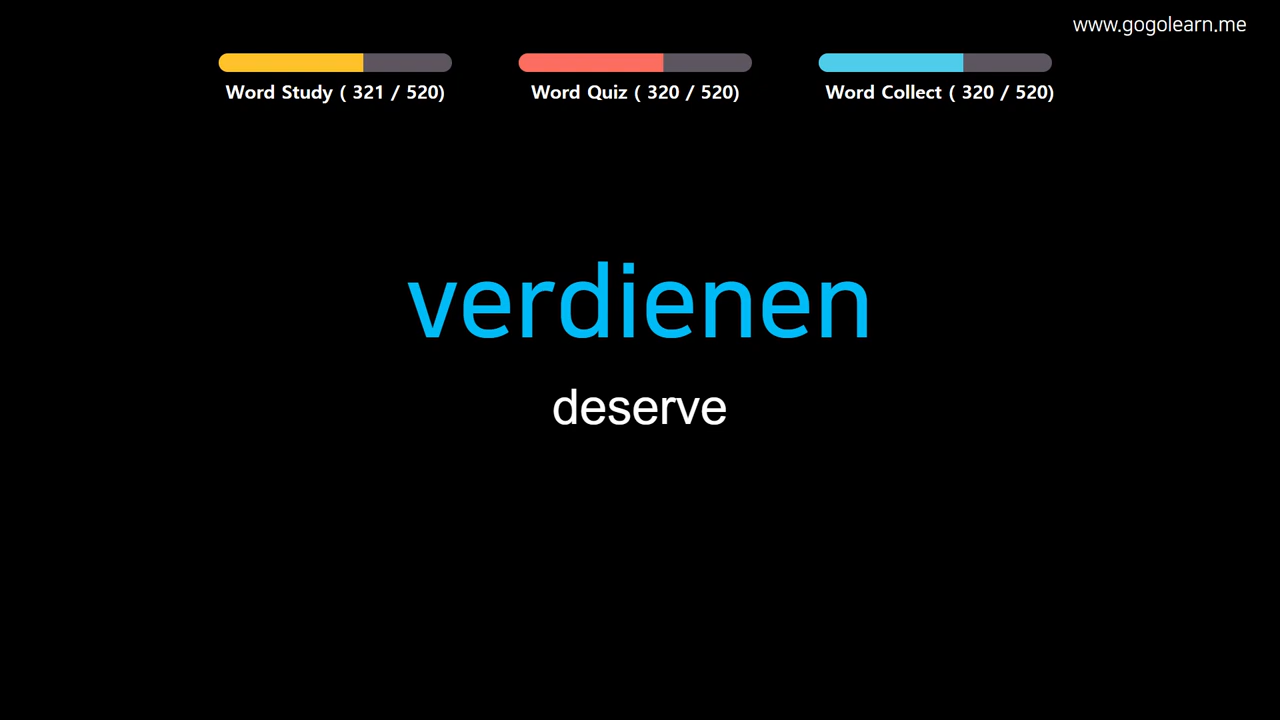 www.gogolearn.me
Word Study ( 321 / 520)
Word Quiz ( 320 / 520)
Word Collect ( 320 / 520)
verdienen
deserve